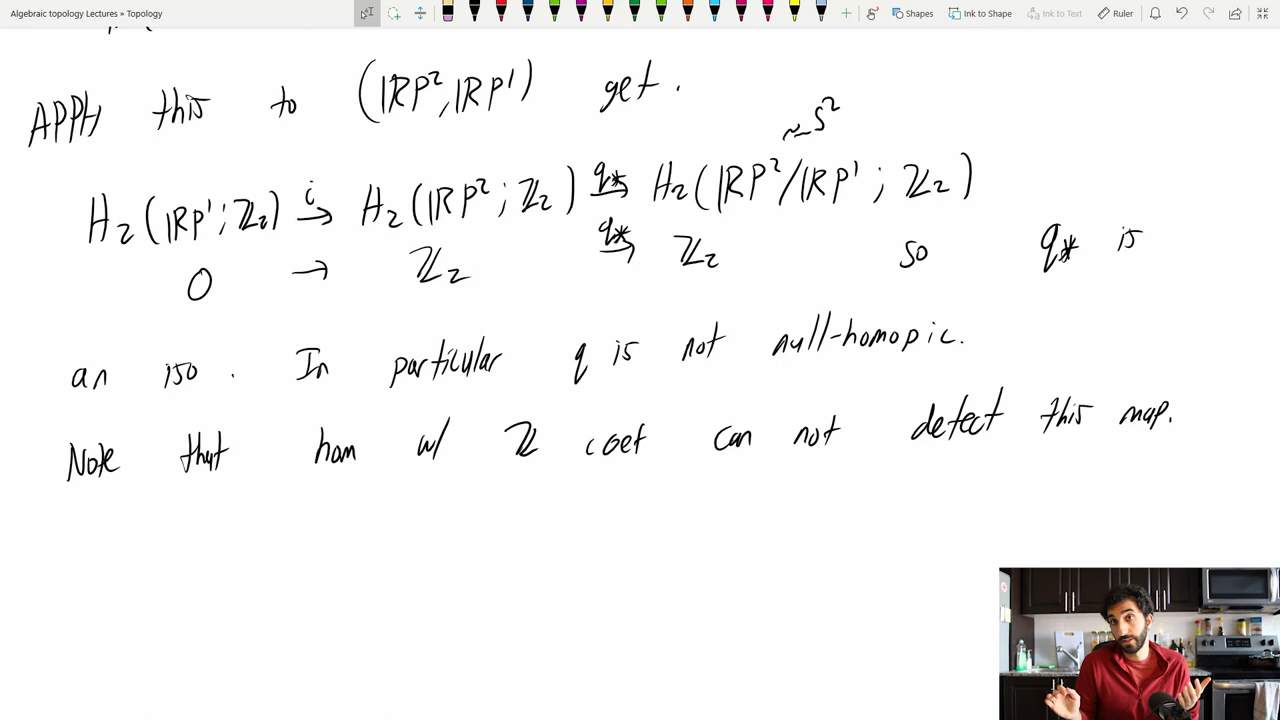 Algebraic topology Lectures » Topology
Shapes Ink to Shape Ink to Text Ruler
APPly this to (ℝP², ℝP¹) get.
≃ S²
H₂(ℝP¹; ℤ₂) →ⁱ H₂(ℝP²; ℤ₂) →^{q*} H₂(ℝP²/ℝP¹; ℤ₂)
0 → ℤ₂ →^{q*} ℤ₂ so q* is
an iso. In particular q is not null-homopic.
Note that hom w/ ℤ coef can not detect this map.